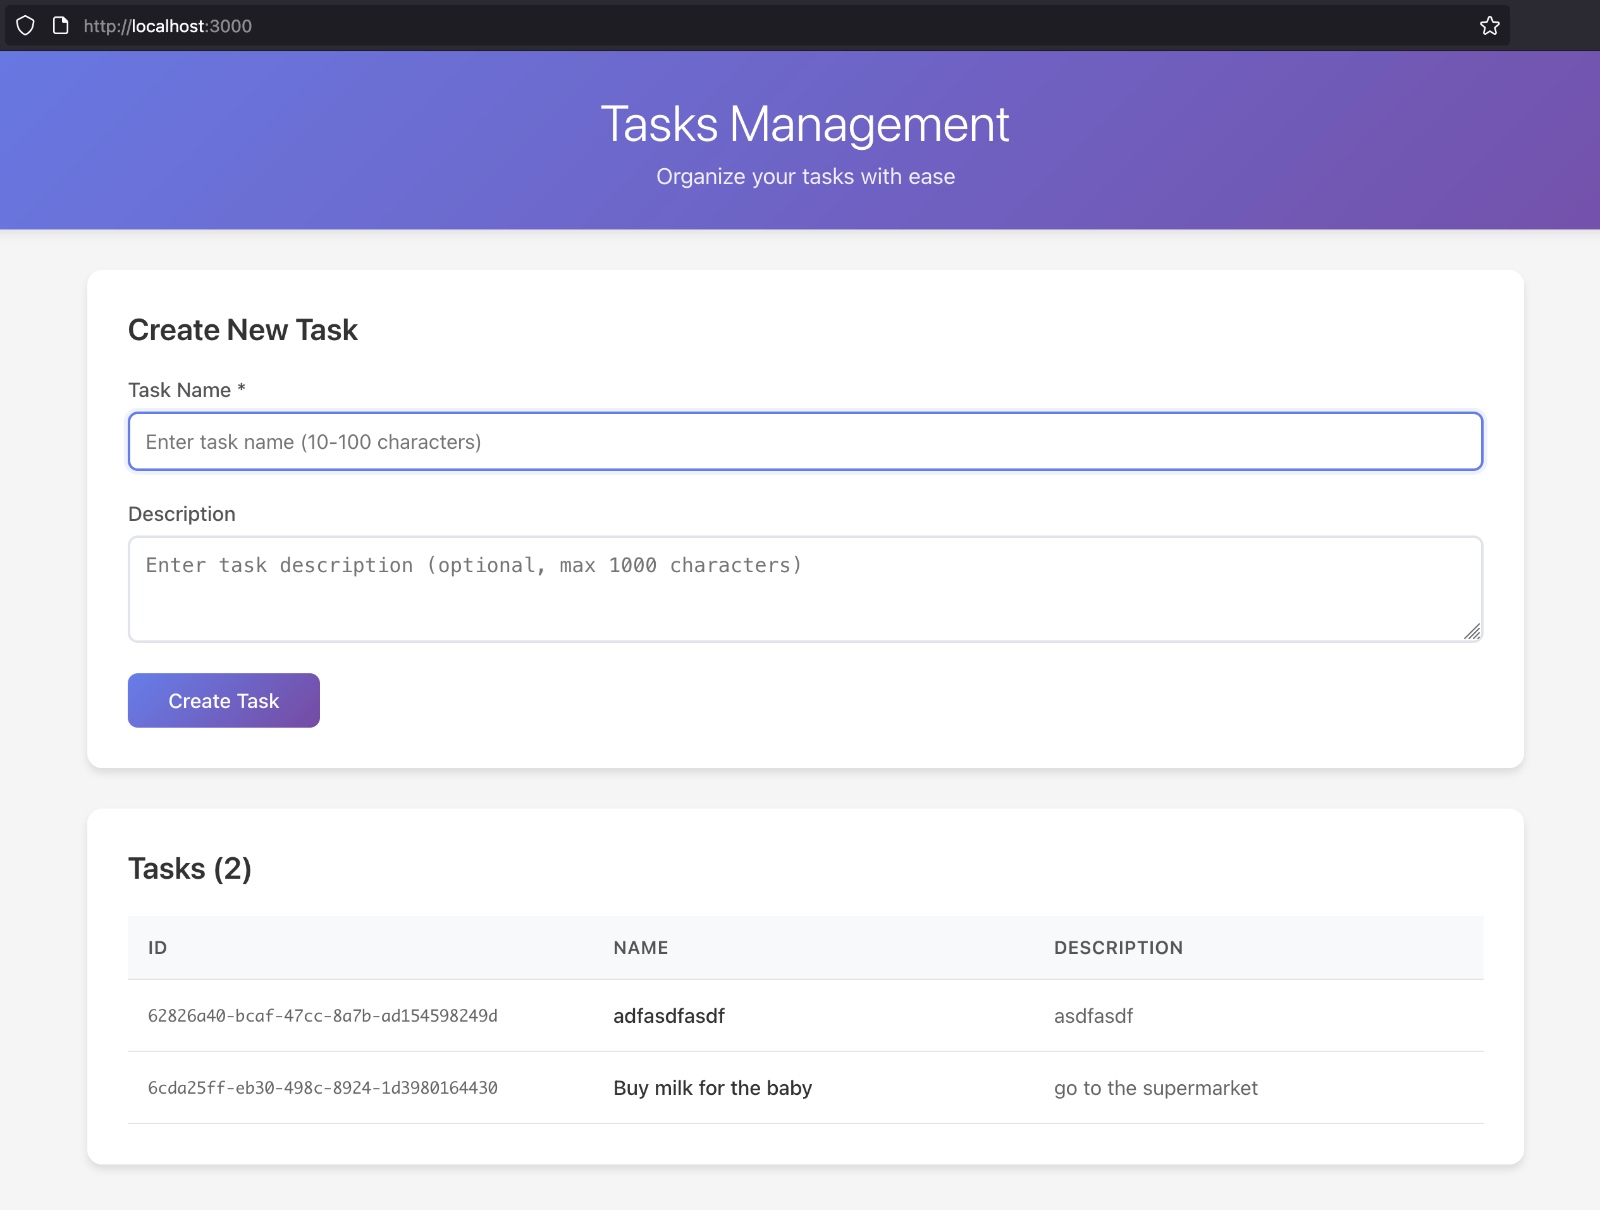 http://localhost:3000
Tasks Management
Organize your tasks with ease
Create New Task
Task Name *
Enter task name (10-100 characters)
Description
Enter task description (optional, max 1000 characters)
Create Task
Tasks (2)
ID NAME DESCRIPTION
62826a40-bcaf-47cc-8a7b-ad154598249d adfasdfasdf asdfasdf
6cda25ff-eb30-498c-8924-1d3980164430 Buy milk for the baby go to the supermarket